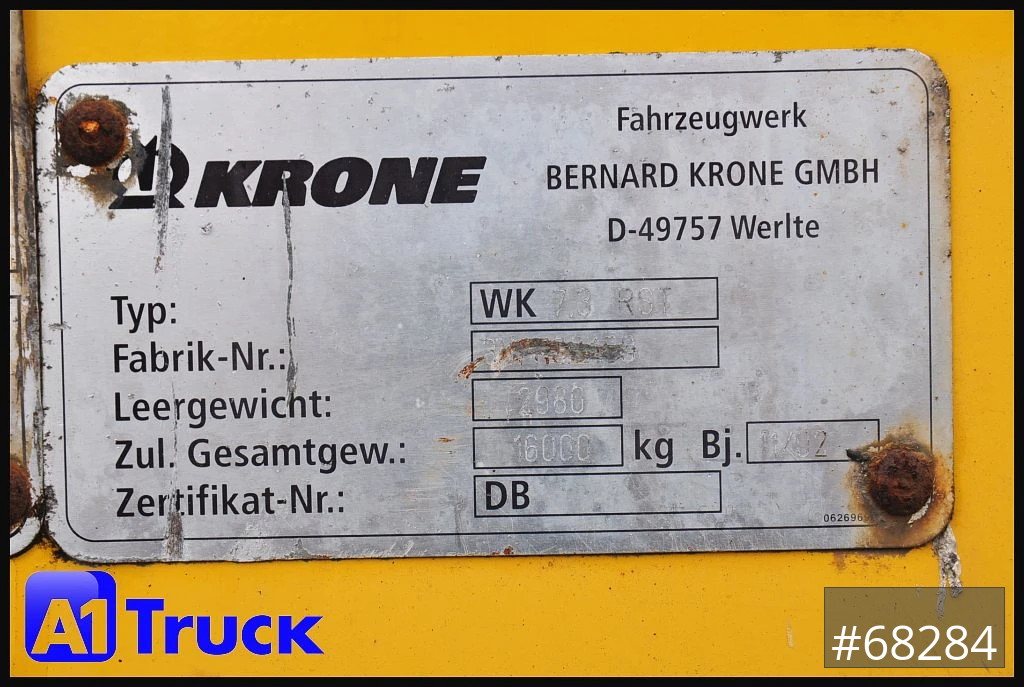 KRONE
Fahrzeugwerk
BERNARD KRONE GMBH
D-49757 Werlte
Typ: WK 7.3 RST
Fabrik-Nr.:
Leergewicht: 2980
Zul. Gesamtgew.: 16000 kg Bj. 11/02
Zertifikat-Nr.: DB
A1 Truck
#68284